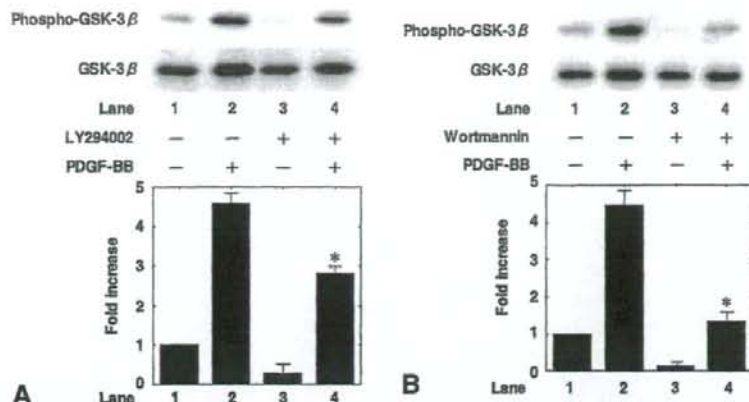 Phospho-GSK-3β
GSK-3β
Lane 1 2 3 4
LY294002 – – + +
PDGF-BB – + – +
Fold increase
5
4
3
2
1
0
*
Lane 1 2 3 4
A
Phospho-GSK-3β
GSK-3β
Lane 1 2 3 4
Wortmannin – – + +
PDGF-BB – + – +
Fold increase
5
4
3
2
1
0
*
Lane 1 2 3 4
B